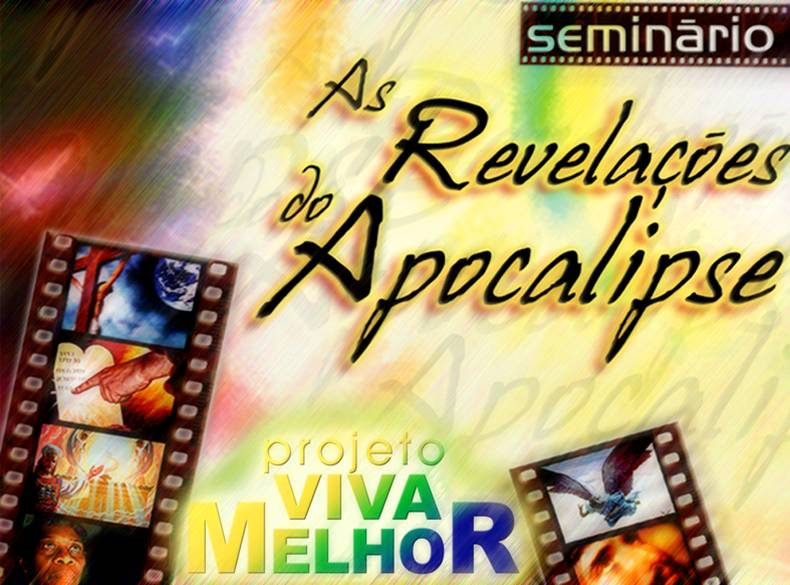 seminário
As
Revelações
do
Apocalipse
projeto
VIVA
MELHOR